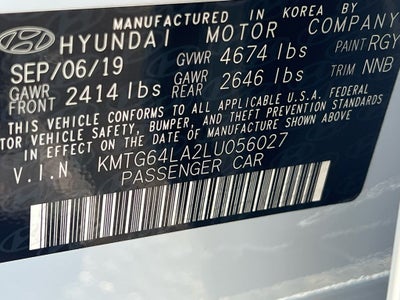 MANUFACTURED IN KOREA BY
HYUNDAI MOTOR COMPANY
SEP/06/19 GVWR 4674 lbs PAINT RGY
GAWR FRONT 2414 lbs GAWR REAR 2646 lbs TRIM NNB
THIS VEHICLE CONFORMS TO ALL APPLICABLE U.S.A. FEDERAL
MOTOR VEHICLE SAFETY, BUMPER, AND THEFT PREVENTION STANDARDS
IN EFFECT ON THE DATE OF MANUFACTURE SHOWN ABOVE
V.I.N KMTG64LA2LU056027
PASSENGER CAR